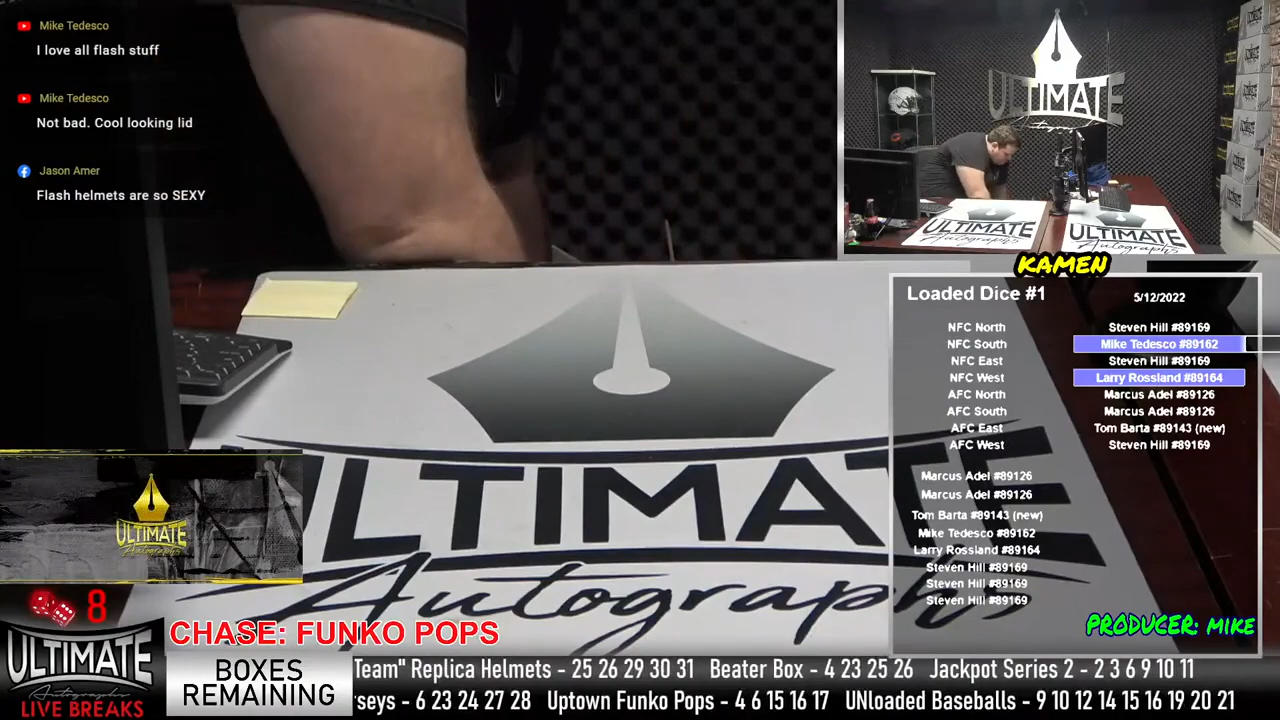 Mike Tedesco
I love all flash stuff
Mike Tedesco
Not bad. Cool looking lid
Jason Amer
Flash helmets are so SEXY
ULTIMATE
Autographs
ULTIMATE
Autographs
ULTIMATE
Autographs
KAMEN
Loaded Dice #1 5/12/2022
NFC North Steven Hill #89169
NFC South Mike Tedesco #89162
NFC East Steven Hill #89169
NFC West Larry Rossland #89164
AFC North Marcus Adel #89126
AFC South Marcus Adel #89126
AFC East Tom Barta #89143 (new)
AFC West Steven Hill #89169
Marcus Adel #89126
Marcus Adel #89126
Tom Barta #89143 (new)
Mike Tedesco #89162
Larry Rossland #89164
Steven Hill #89169
Steven Hill #89169
Steven Hill #89169
PRODUCER: MIKE
ULTIMATE
Autographs
ULTIMATE
Autographs
8
CHASE: FUNKO POPS
ULTIMATE
Autographs
LIVE BREAKS
BOXES
REMAINING
Team" Replica Helmets - 25 26 29 30 31 Beater Box - 4 23 25 26 Jackpot Series 2 - 2 3 6 9 10 11
rseys - 6 23 24 27 28 Uptown Funko Pops - 4 6 15 16 17 UNloaded Baseballs - 9 10 12 14 15 16 19 20 21